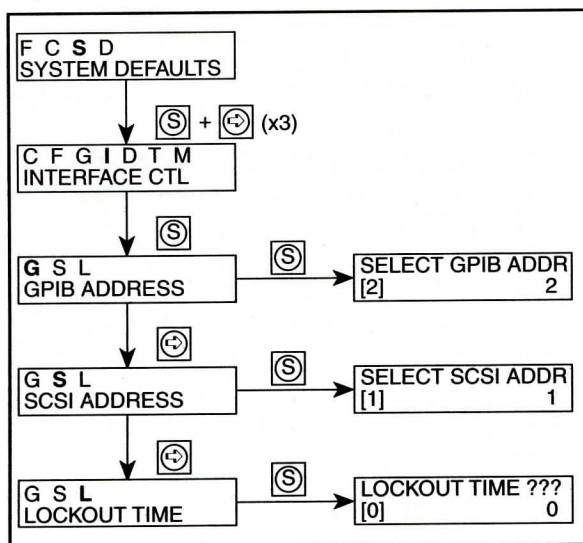 F C S D
SYSTEM DEFAULTS
S + (x3)
C F G I D T M
INTERFACE CTL
S
G S L
GPIB ADDRESS
S
SELECT GPIB ADDR
[2] 2
G S L
SCSI ADDRESS
S
SELECT SCSI ADDR
[1] 1
G S L
LOCKOUT TIME
S
LOCKOUT TIME ???
[0] 0